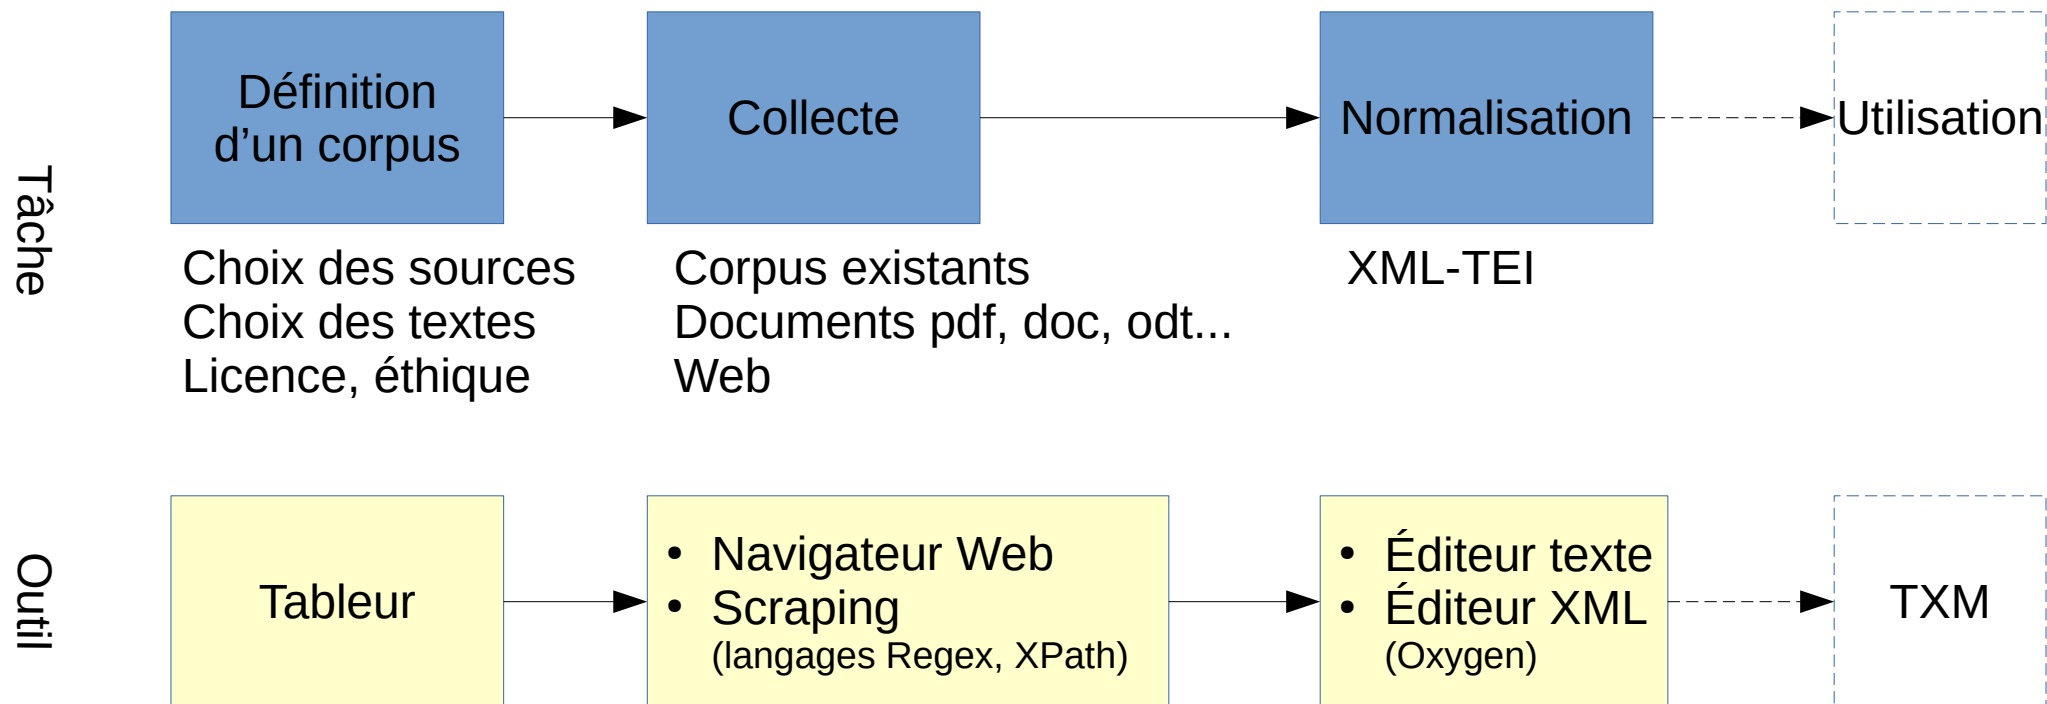 Tâche
Définition
d’un corpus
Collecte
Normalisation
Utilisation
Choix des sources
Choix des textes
Licence, éthique
Corpus existants
Documents pdf, doc, odt...
Web
XML-TEI
Outil
Tableur
• Navigateur Web
• Scraping
(langages Regex, XPath)
• Éditeur texte
• Éditeur XML
(Oxygen)
TXM